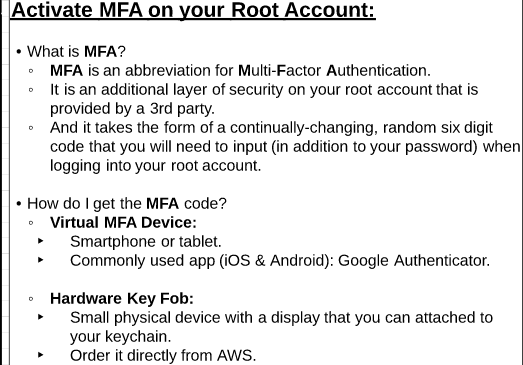 Activate MFA on your Root Account:
• What is MFA?
◦ MFA is an abbreviation for Multi-Factor Authentication.
◦ It is an additional layer of security on your root account that is
provided by a 3rd party.
◦ And it takes the form of a continually-changing, random six digit
code that you will need to input (in addition to your password) when
logging into your root account.
• How do I get the MFA code?
◦ Virtual MFA Device:
‣ Smartphone or tablet.
‣ Commonly used app (iOS & Android): Google Authenticator.
◦ Hardware Key Fob:
‣ Small physical device with a display that you can attached to
your keychain.
‣ Order it directly from AWS.